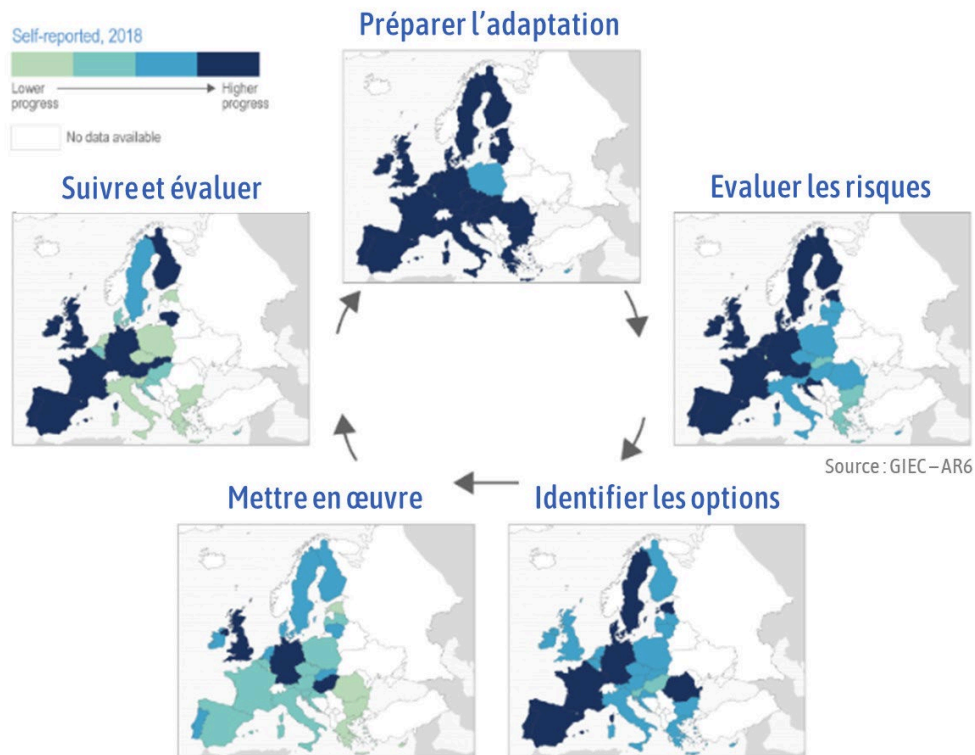 Préparer l’adaptation
Self-reported, 2018
Lower progress
Higher progress
No data available
Suivre et évaluer
Evaluer les risques
Source : GIEC – AR6
Mettre en œuvre
Identifier les options